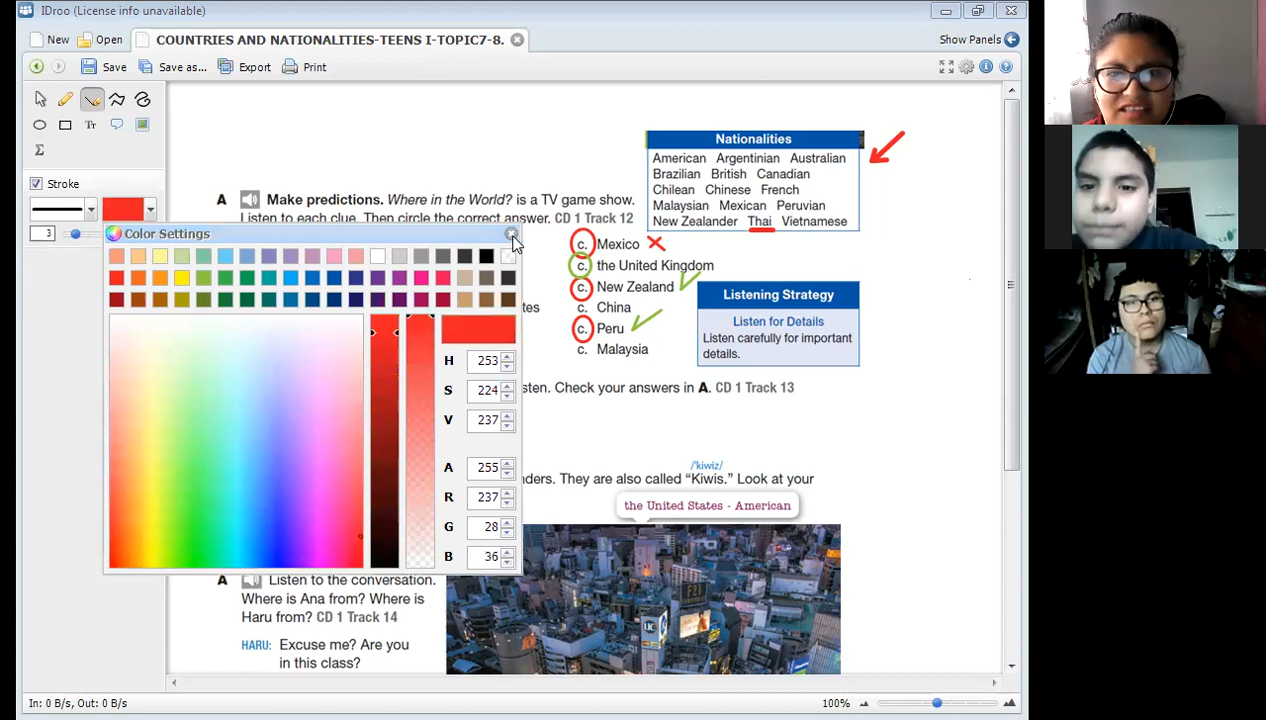 IDroo (License info unavailable)
New Open COUNTRIES AND NATIONALITIES-TEENS I-TOPIC7-8. Show Panels
Save Save as... Export Print
Tт
Σ
Stroke
3
Nationalities
American Argentinian Australian
Brazilian British Canadian
Chilean Chinese French
Malaysian Mexican Peruvian
New Zealander Thai Vietnamese
A Make predictions. Where in the World? is a TV game show.
Listen to each clue. Then circle the correct answer. CD 1 Track 12
Color Settings
c. Mexico
c. the United Kingdom
c. New Zealand
tes c. China
c. Peru
c. Malaysia
Listening Strategy
Listen for Details
Listen carefully for important
details.
H 253
S 224
V 237
A 255
R 237
G 28
B 36
sten. Check your answers in A. CD 1 Track 13
/'kiwiz/
nders. They are also called “Kiwis.” Look at your
the United States - American
A Listen to the conversation.
Where is Ana from? Where is
Haru from? CD 1 Track 14
HARU: Excuse me? Are you
in this class?
F21
UC
In: 0 B/s, Out: 0 B/s 100%